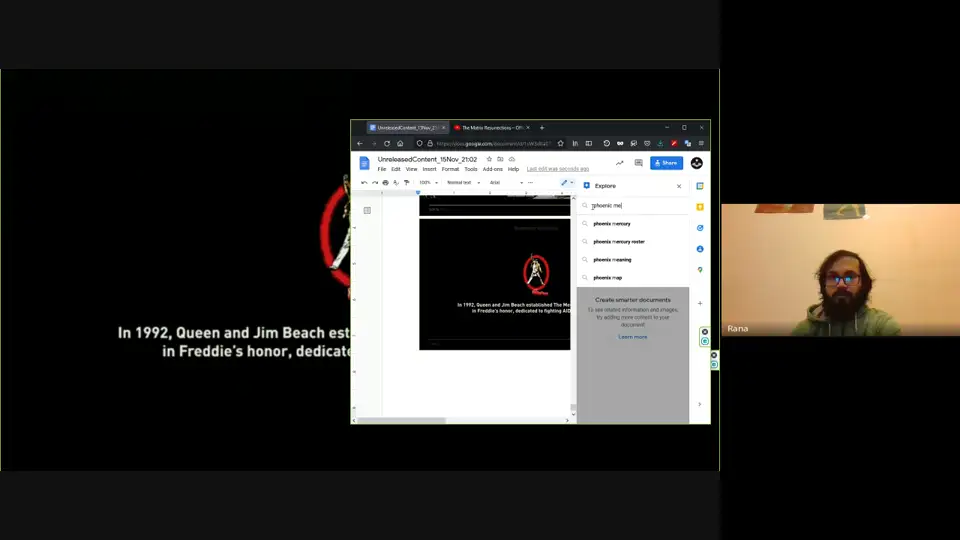 UnreleasedContent_15Nov_21
The Matrix Resurrections – Offi
UnreleasedContent_15Nov_21:02
File Edit View Insert Format Tools Add-ons Help
Last edit was seconds ago
Share
100%
Normal text
Arial
Explore
phoenic me
phoenix mercury
phoenix mercury roster
phoenix meaning
phoenix map
Create smarter documents
To see related information and images,
try adding more content to your
document.
Learn more
In 1992, Queen and Jim Beach established The Me
in Freddie's honor, dedicated to fighting AID
In 1992, Queen and Jim Beach est
in Freddie's honor, dedicate
Rana